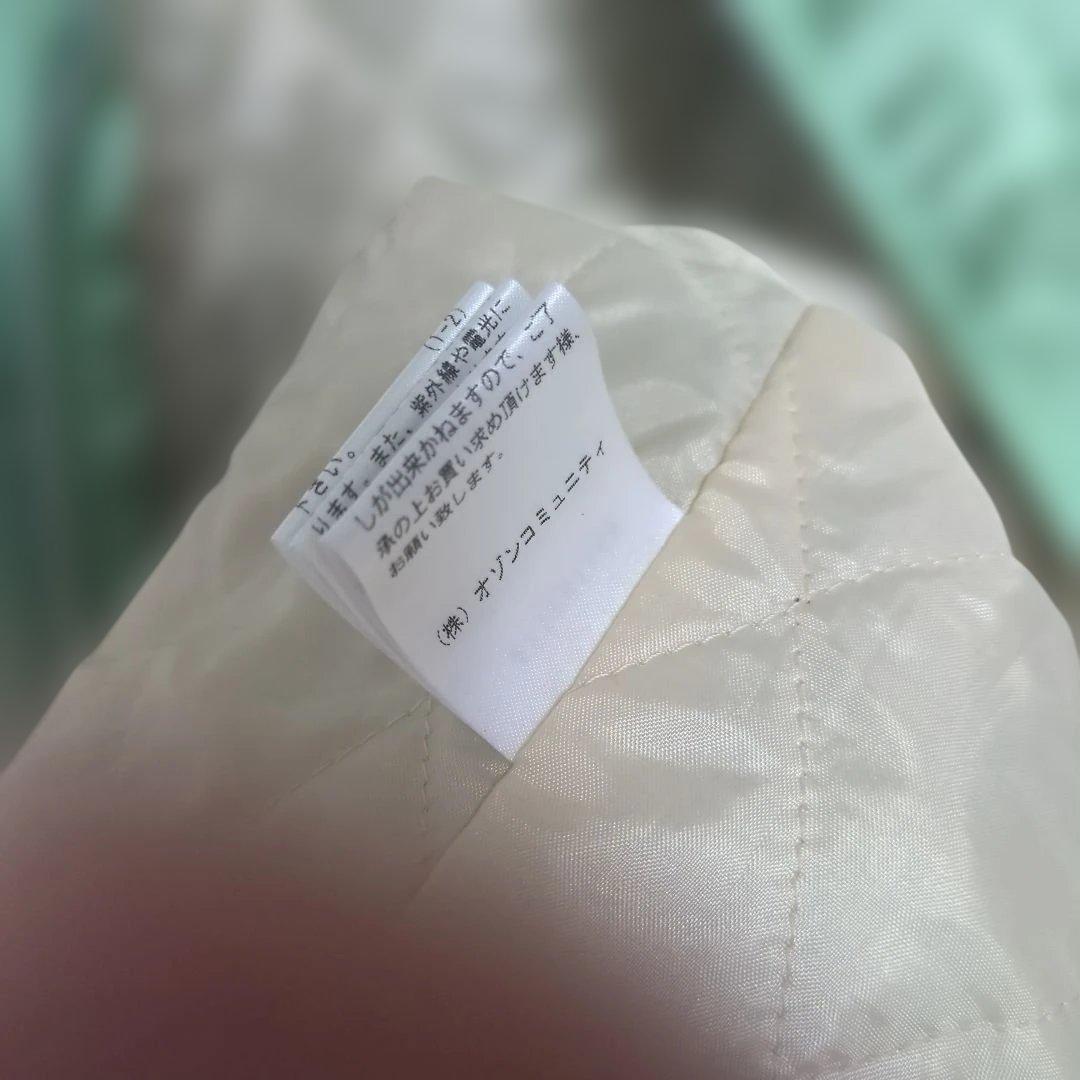 (1-2)
下さい。
います。また、紫外線や電光に
しが出来かねますので、ご了
承の上お買い求め頂けます様、
お願い致します。
(株) オゾンコミュニティ